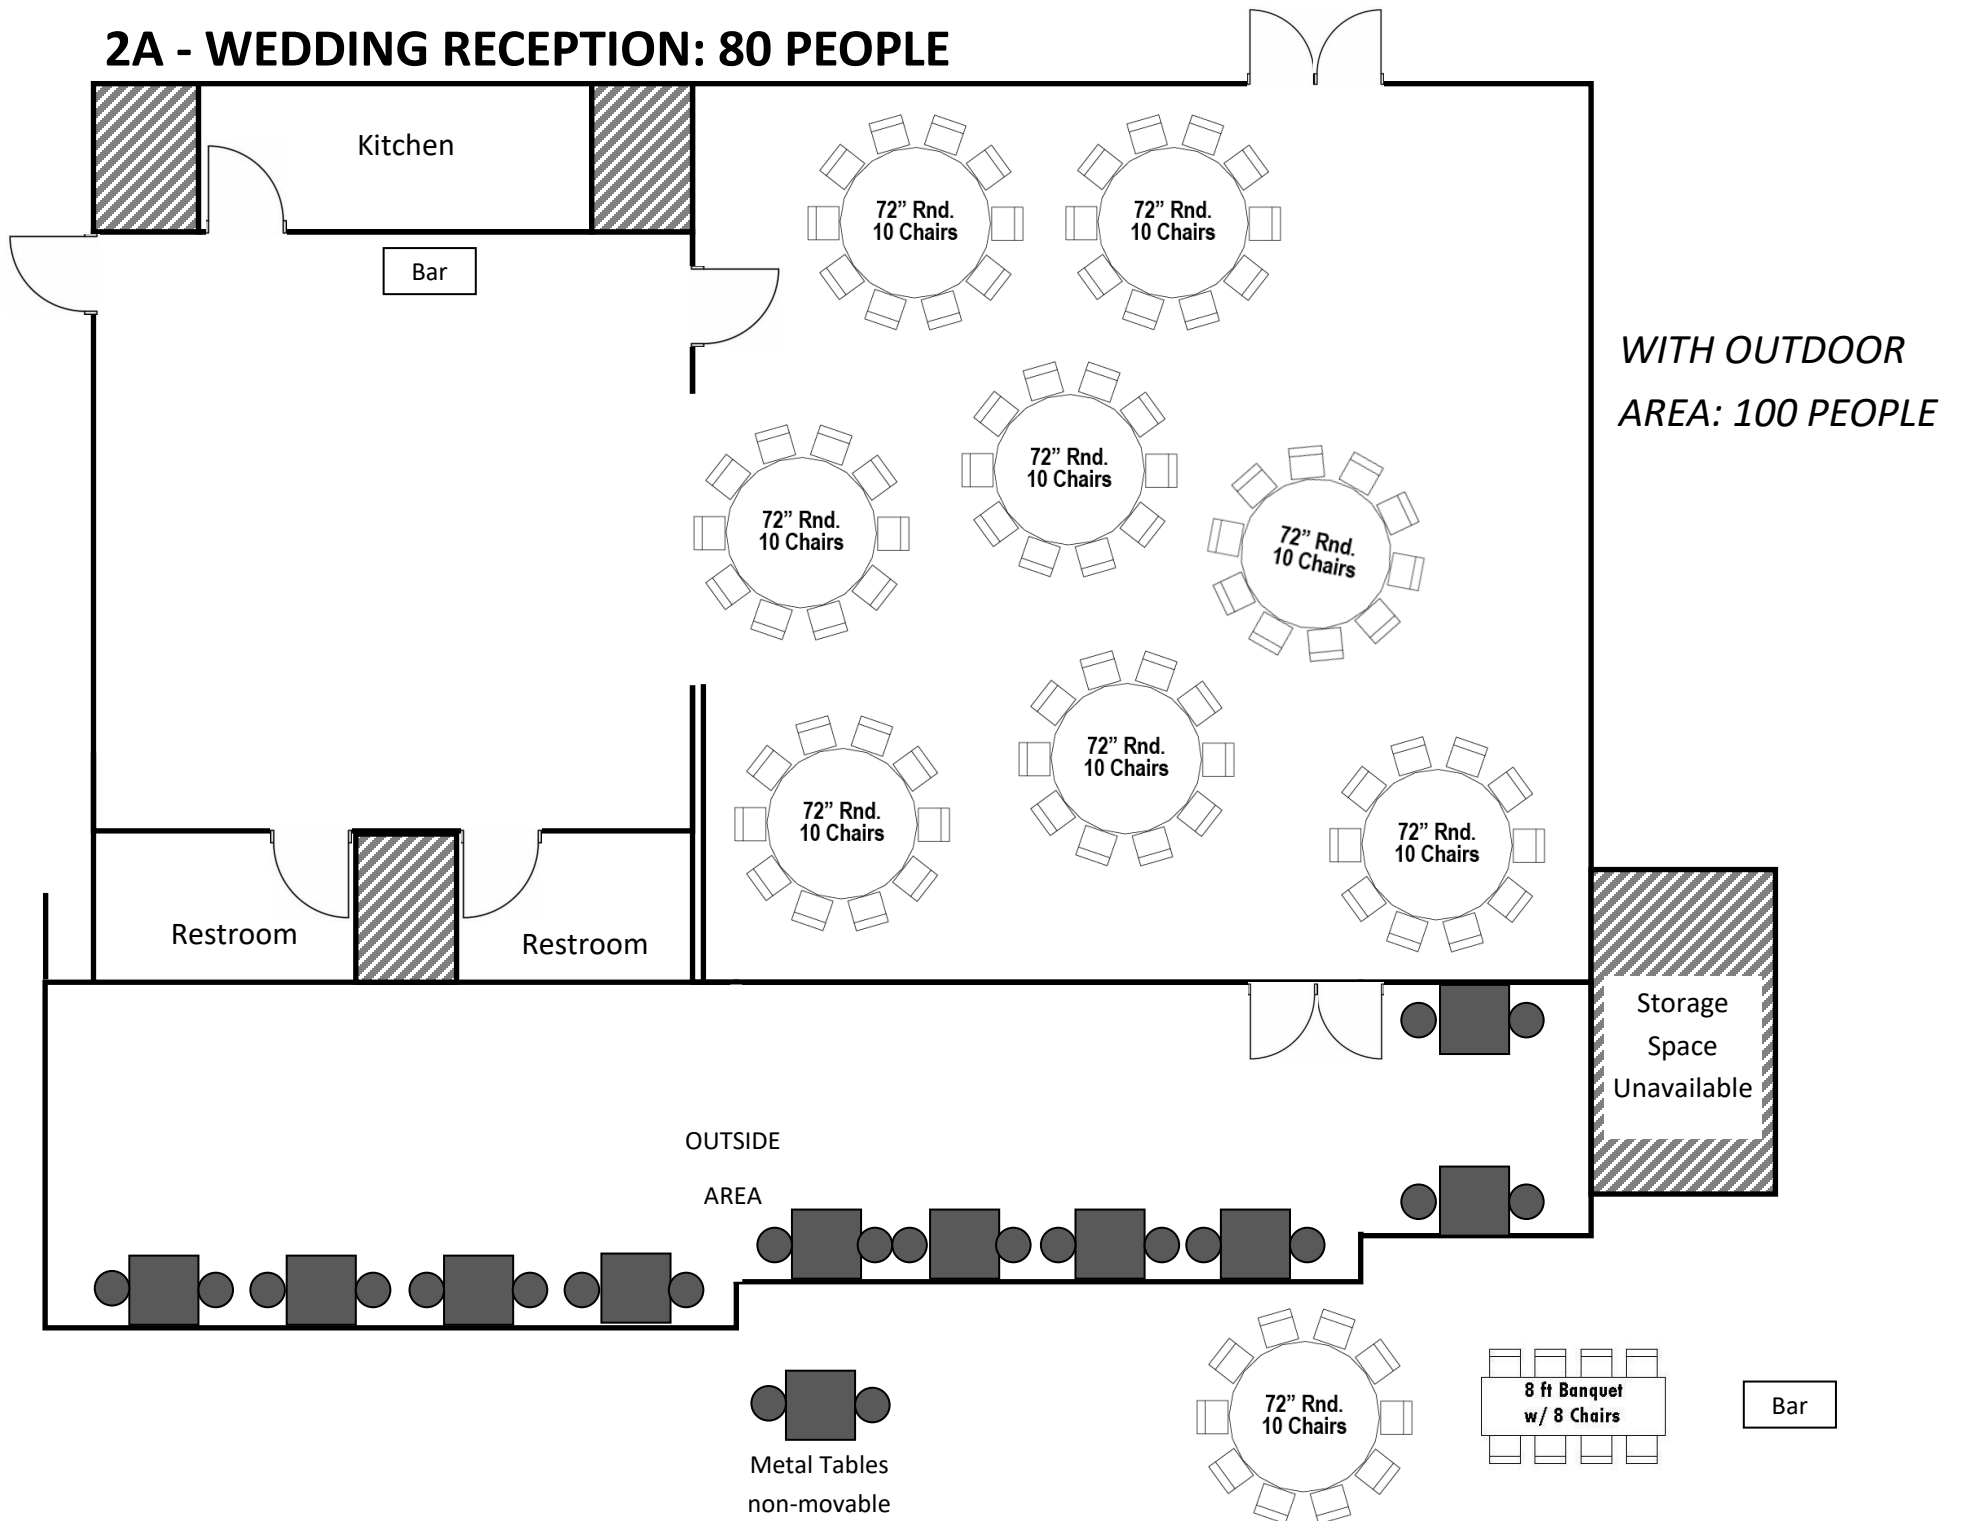 2A - WEDDING RECEPTION: 80 PEOPLE
Kitchen
Bar
72” Rnd.
10 Chairs
72” Rnd.
10 Chairs
WITH OUTDOOR
AREA: 100 PEOPLE
72” Rnd.
10 Chairs
72” Rnd.
10 Chairs
72” Rnd.
10 Chairs
72” Rnd.
10 Chairs
72” Rnd.
10 Chairs
72” Rnd.
10 Chairs
Restroom
Restroom
Storage
Space
Unavailable
OUTSIDE
AREA
Metal Tables
non-movable
72” Rnd.
10 Chairs
8 ft Banquet
w/ 8 Chairs
Bar